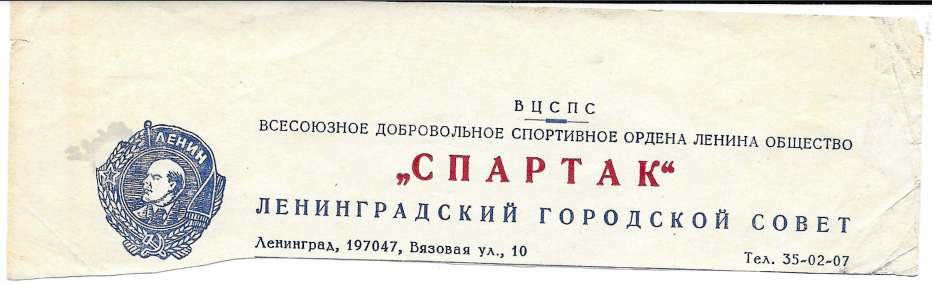 ЛЕНИН
ВЦСПС
ВСЕСОЮЗНОЕ ДОБРОВОЛЬНОЕ СПОРТИВНОЕ ОРДЕНА ЛЕНИНА ОБЩЕСТВО
„СПАРТАК“
ЛЕНИНГРАДСКИЙ ГОРОДСКОЙ СОВЕТ
Ленинград, 197047, Вязовая ул., 10
Тел. 35-02-07